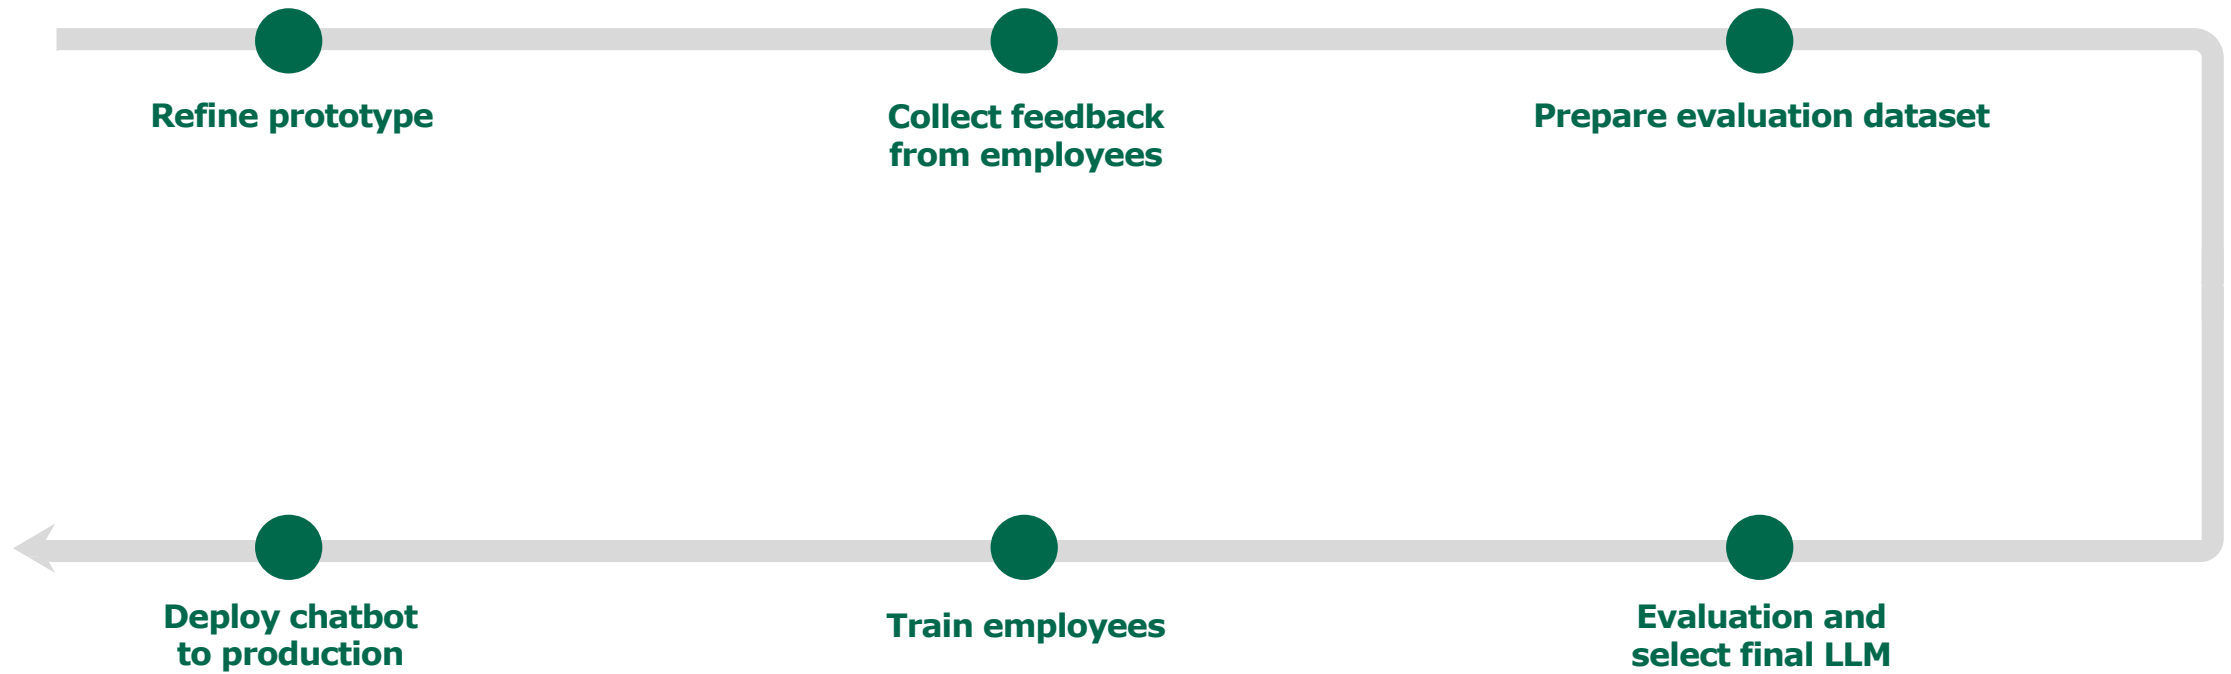 Refine prototype
Collect feedback
from employees
Prepare evaluation dataset
Evaluation and
select final LLM
Train employees
Deploy chatbot
to production